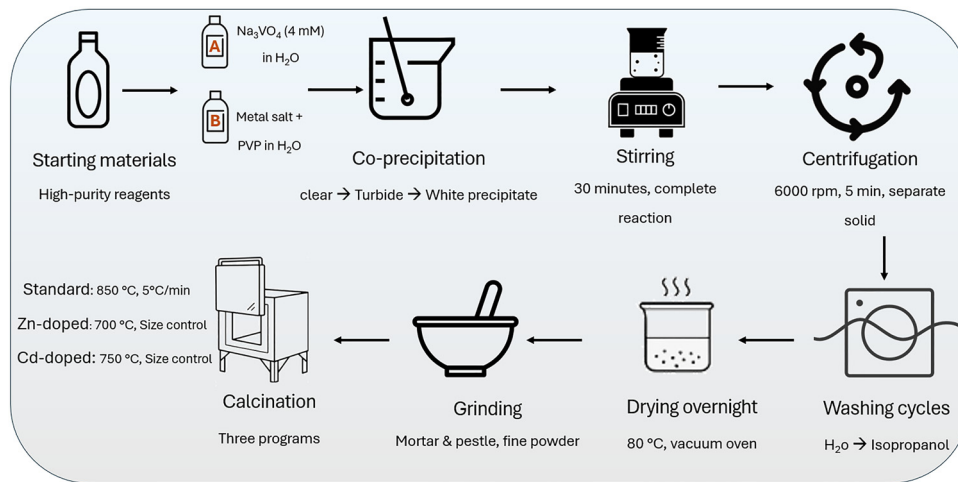 A
Na₃VO₄ (4 mM)
in H₂O
B
Metal salt +
PVP in H₂O
Starting materials
High-purity reagents
Co-precipitation
clear → Turbide → White precipitate
Stirring
30 minutes, complete
reaction
Centrifugation
6000 rpm, 5 min, separate
solid
Standard: 850 °C, 5°C/min
Zn-doped: 700 °C, Size control
Cd-doped: 750 °C, Size control
Calcination
Three programs
Grinding
Mortar & pestle, fine powder
Drying overnight
80 °C, vacuum oven
Washing cycles
H₂o → Isopropanol